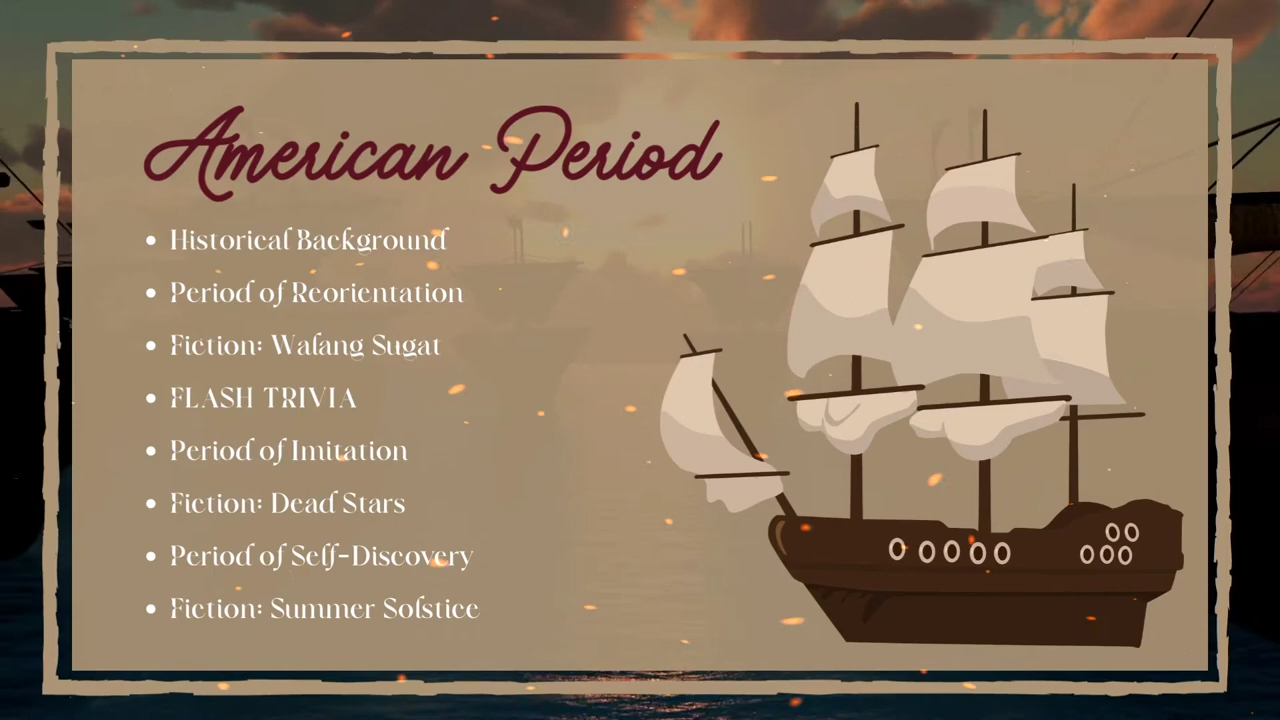 American Period
• Historical Background
• Period of Reorientation
• Fiction: Walang Sugat
• FLASH TRIVIA
• Period of Imitation
• Fiction: Dead Stars
• Period of Self-Discovery
• Fiction: Summer Solstice